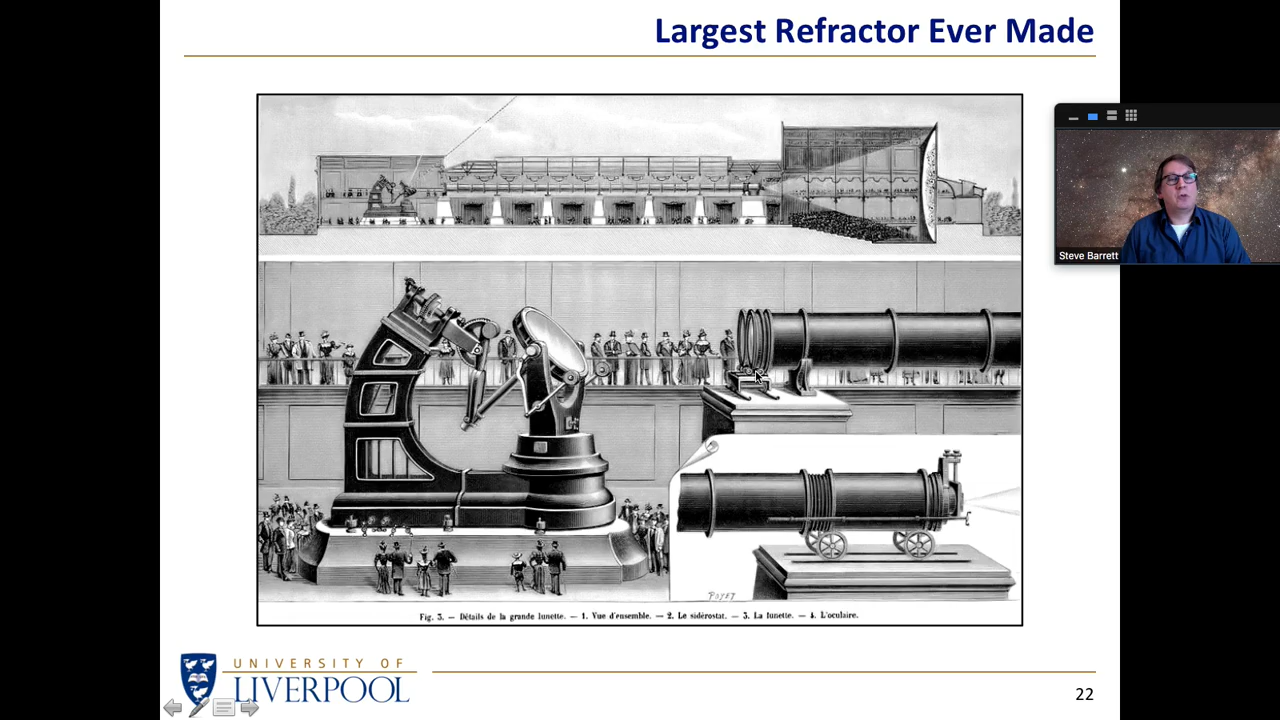 Largest Refractor Ever Made
Steve Barrett
POYET
Fig. 3. — Détails de la grande lunette. — 1. Vue d'ensemble. — 2. Le sidérostat. — 3. La lunette. — 4. L'oculaire.
UNIVERSITY OF
LIVERPOOL
22